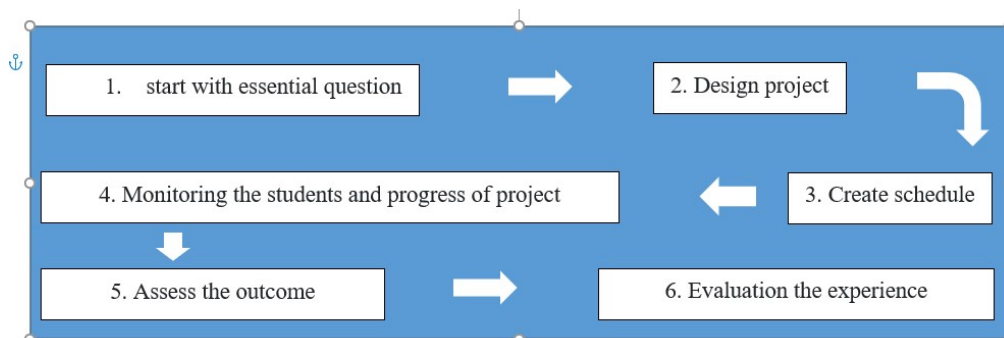 1. start with essential question
2. Design project
3. Create schedule
4. Monitoring the students and progress of project
5. Assess the outcome
6. Evaluation the experience